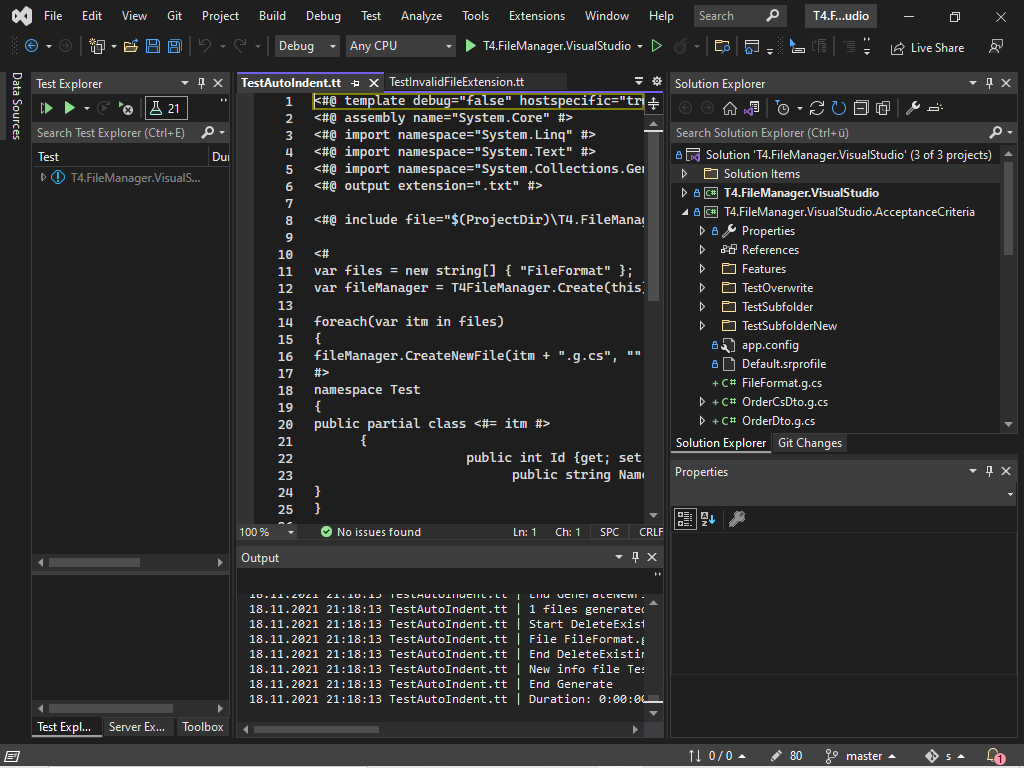 File Edit View Git Project Build Debug Test Analyze Tools Extensions Window Help Search T4.F...udio
Debug Any CPU T4.FileManager.VisualStudio Live Share
Data Sources
Test Explorer
21
Search Test Explorer (Ctrl+E)
Test Dur
T4.FileManager.VisualS...
Test Expl... Server Ex... Toolbox
TestAutoIndent.tt TestInvalidFileExtension.tt
1 <#@ template debug="false" hostspecific="tru
2 <#@ assembly name="System.Core" #>
3 <#@ import namespace="System.Linq" #>
4 <#@ import namespace="System.Text" #>
5 <#@ import namespace="System.Collections.Gen
6 <#@ output extension=".txt" #>
7
8 <#@ include file="$(ProjectDir)\T4.FileManag
9
10 <#
11 var files = new string[] { "FileFormat" };
12 var fileManager = T4FileManager.Create(this)
13
14 foreach(var itm in files)
15 {
16 fileManager.CreateNewFile(itm + ".g.cs", ""
17 #>
18 namespace Test
19 {
20 public partial class <#= itm #>
21 {
22 public int Id {get; set
23 public string Name
24 }
25 }
100 % No issues found Ln: 1 Ch: 1 SPC CRLF
Output
18.11.2021 21:18:13 TestAutoIndent.tt | End GenerateNewFi
18.11.2021 21:18:13 TestAutoIndent.tt | 1 files generated
18.11.2021 21:18:13 TestAutoIndent.tt | Start DeleteExist
18.11.2021 21:18:13 TestAutoIndent.tt | File FileFormat.g
18.11.2021 21:18:13 TestAutoIndent.tt | End DeleteExistin
18.11.2021 21:18:13 TestAutoIndent.tt | New info file Tes
18.11.2021 21:18:13 TestAutoIndent.tt | End Generate
18.11.2021 21:18:13 TestAutoIndent.tt | Duration: 0:00:00
Solution Explorer
Search Solution Explorer (Ctrl+ü)
Solution 'T4.FileManager.VisualStudio' (3 of 3 projects)
Solution Items
C# T4.FileManager.VisualStudio
C# T4.FileManager.VisualStudio.AcceptanceCriteria
Properties
References
Features
TestOverwrite
TestSubfolder
TestSubfolderNew
app.config
Default.srprofile
+ C# FileFormat.g.cs
+ C# OrderCsDto.g.cs
+ C# OrderDto.g.cs
Solution Explorer Git Changes
Properties
0 / 0 80 master s 1